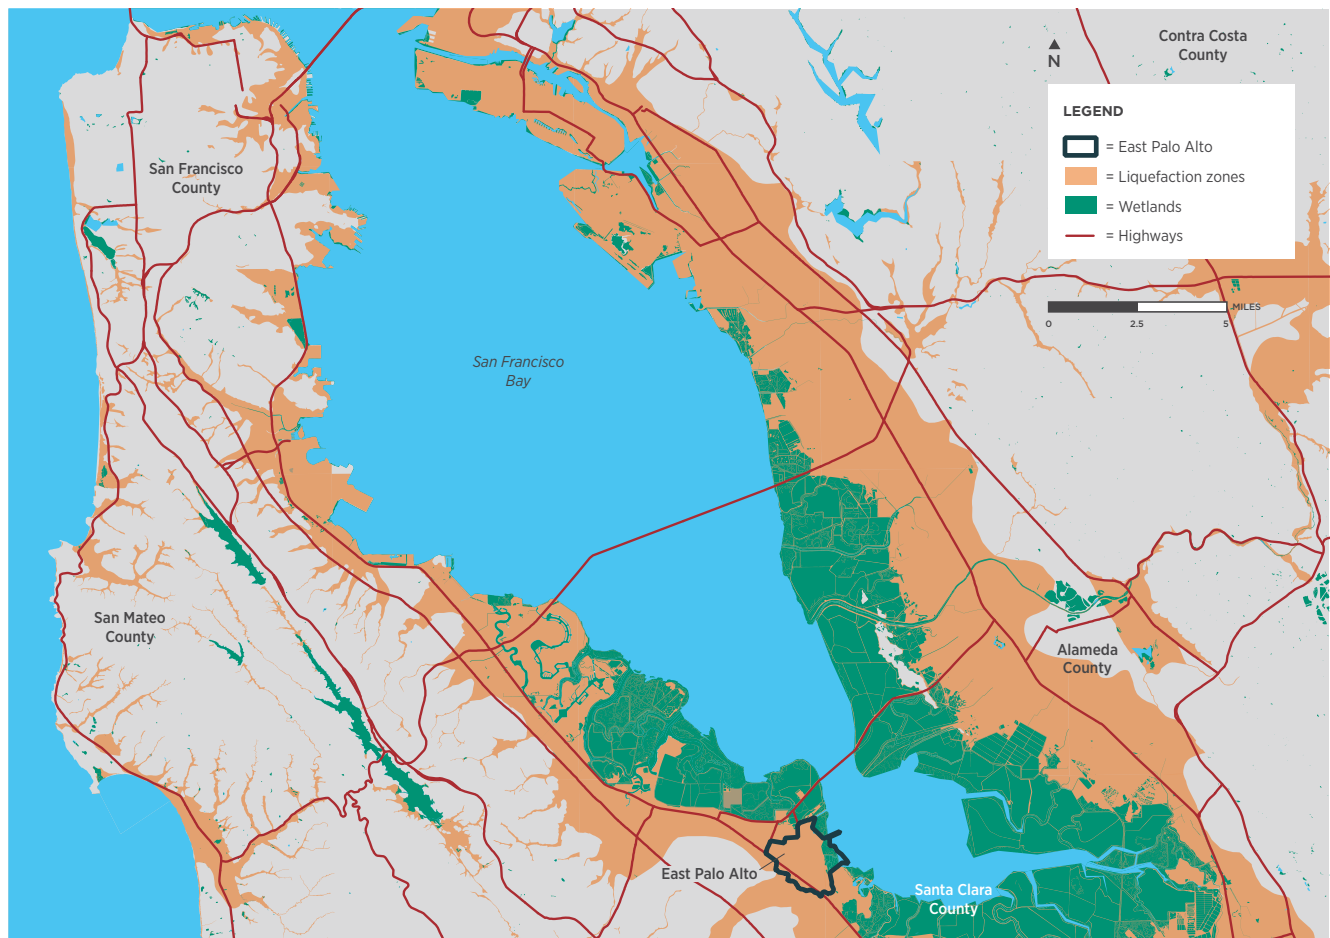 Contra Costa
County
N
LEGEND
= East Palo Alto
= Liquefaction zones
= Wetlands
= Highways
MILES
0 2.5 5
San Francisco
County
San Francisco
Bay
San Mateo
County
Alameda
County
East Palo Alto
Santa Clara
County